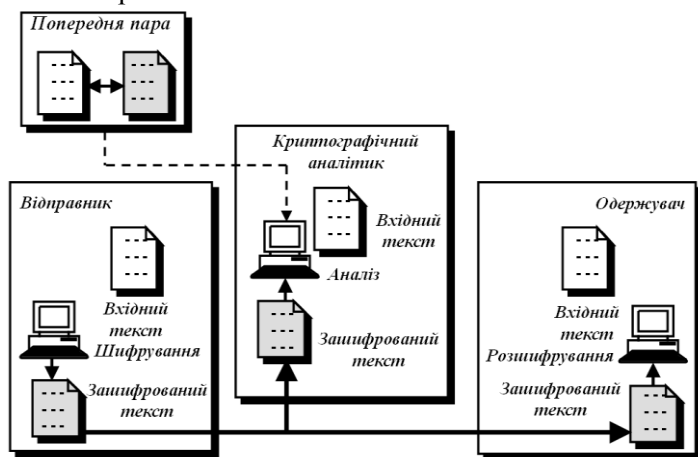 Попередня пара
Криптографічний
аналітик
Вхідний
текст
Аналіз
Зашифрований
текст
Відправник
Вхідний
текст
Шифрування
Зашифрований
текст
Одержувач
Вхідний
текст
Розшифрування
Зашифрований
текст